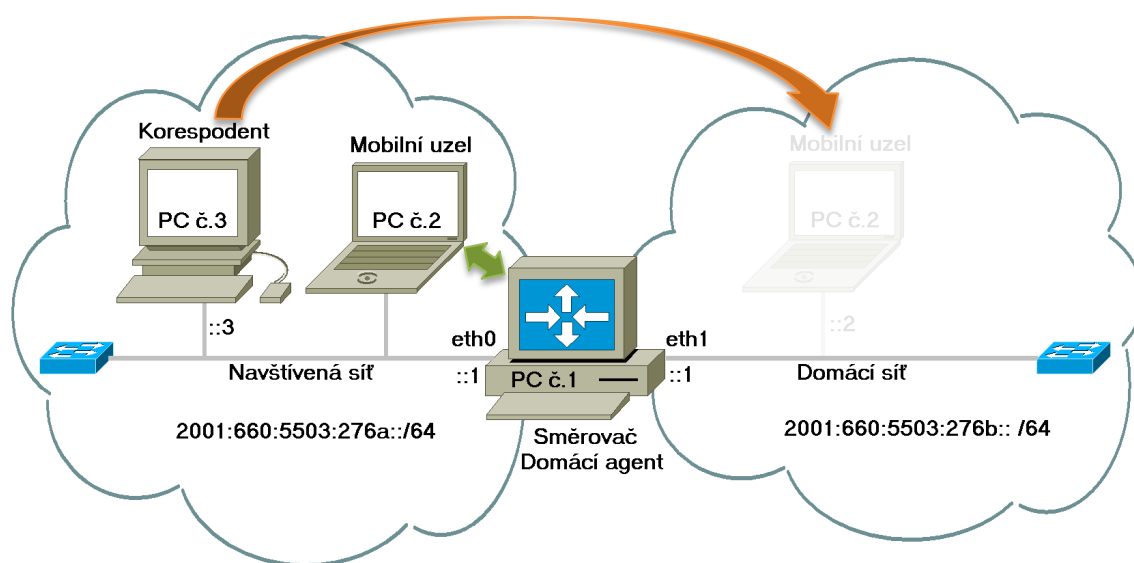 Korespodent
Mobilní uzel
Mobilní uzel
PC č.3
PC č.2
PC č.2
::3
eth0
eth1
::2
Navštívená síť
::1
PC č.1
::1
Domácí síť
2001:660:5503:276a::/64
Směrovač
Domácí agent
2001:660:5503:276b:: /64